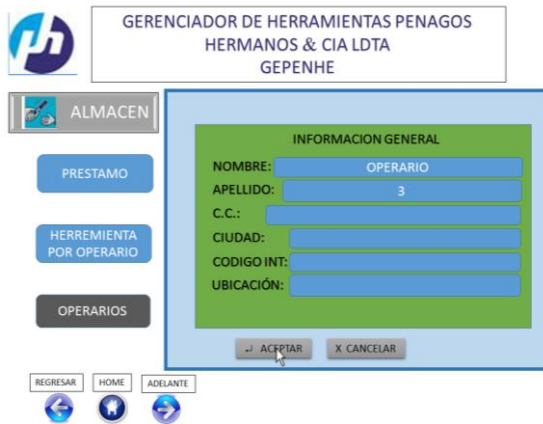 GERENCIADOR DE HERRAMIENTAS PENAGOS
HERMANOS & CIA LDTA
GEPENHE
ALMACEN
PRESTAMO
HERREMIENTA
POR OPERARIO
OPERARIOS
INFORMACION GENERAL
NOMBRE: OPERARIO
APELLIDO: 3
C.C.:
CIUDAD:
CODIGO INT:
UBICACIÓN:
ACEPTAR X CANCELAR
REGRESAR HOME ADELANTE